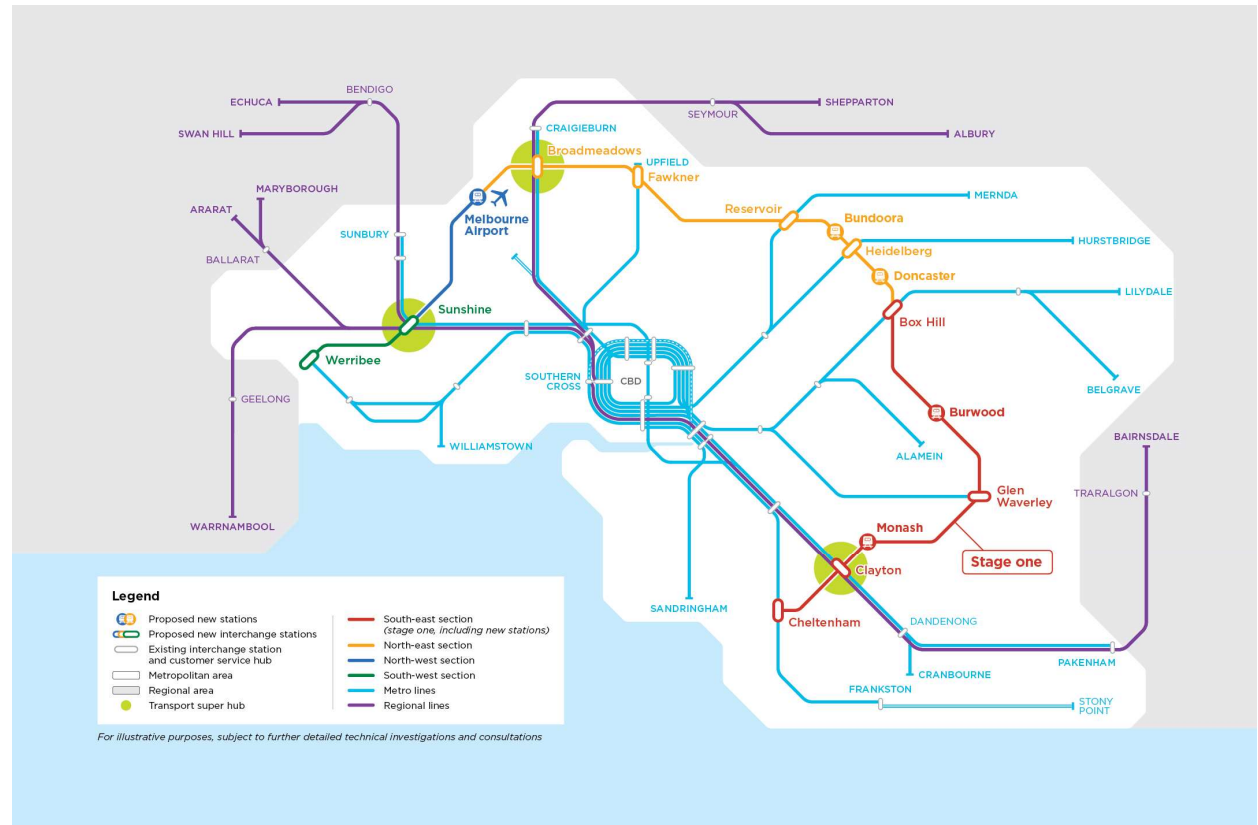 BENDIGO
ECHUCA
SHEPPARTON
SEYMOUR
SWAN HILL
CRAIGIEBURN
ALBURY
Broadmeadows
UPFIELD
Fawkner
MARYBOROUGH
MERNDA
ARARAT
Reservoir
Melbourne
Airport
Bundoora
SUNBURY
HURSTBRIDGE
Heidelberg
BALLARAT
Doncaster
LILYDALE
Sunshine
Box Hill
Werribee
SOUTHERN
CROSS
CBD
BELGRAVE
GEELONG
Burwood
BAIRNSDALE
WILLIAMSTOWN
ALAMEIN
Glen
Waverley
TRARALGON
WARRNAMBOOL
Monash
Stage one
Clayton
SANDRINGHAM
Cheltenham
DANDENONG
PAKENHAM
CRANBOURNE
FRANKSTON
STONY
POINT
Legend
Proposed new stations
Proposed new interchange stations
Existing interchange station
and customer service hub
Metropolitan area
Regional area
Transport super hub
South-east section
(stage one, including new stations)
North-east section
North-west section
South-west section
Metro lines
Regional lines
For illustrative purposes, subject to further detailed technical investigations and consultations